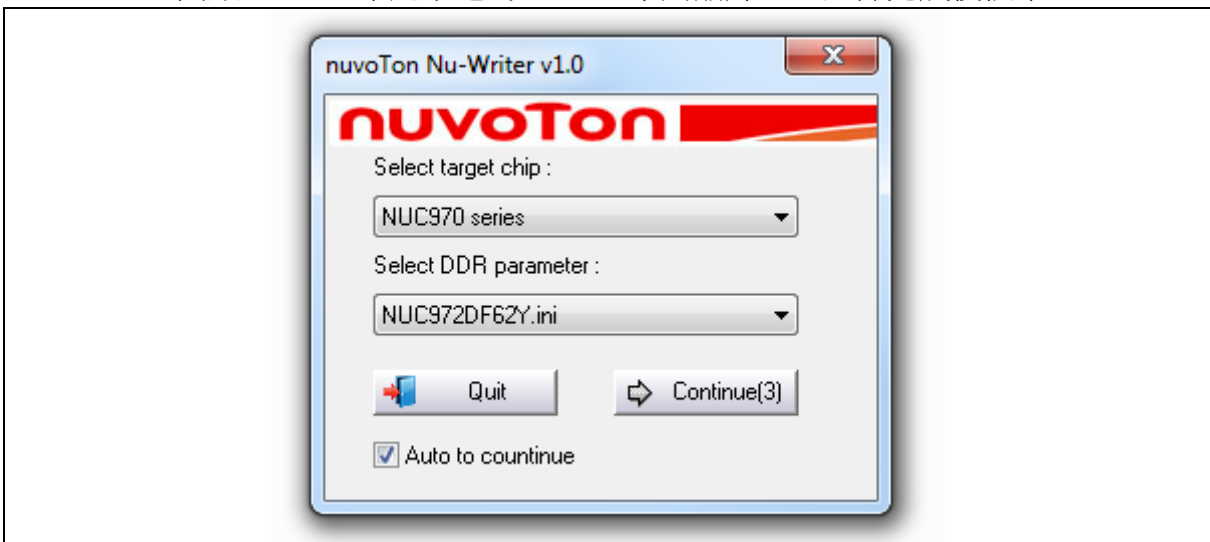 nuvoTon Nu-Writer v1.0
nuvoTon
Select target chip :
NUC970 series
Select DDR parameter :
NUC972DF62Y.ini
Quit
Continue(3)
Auto to countinue